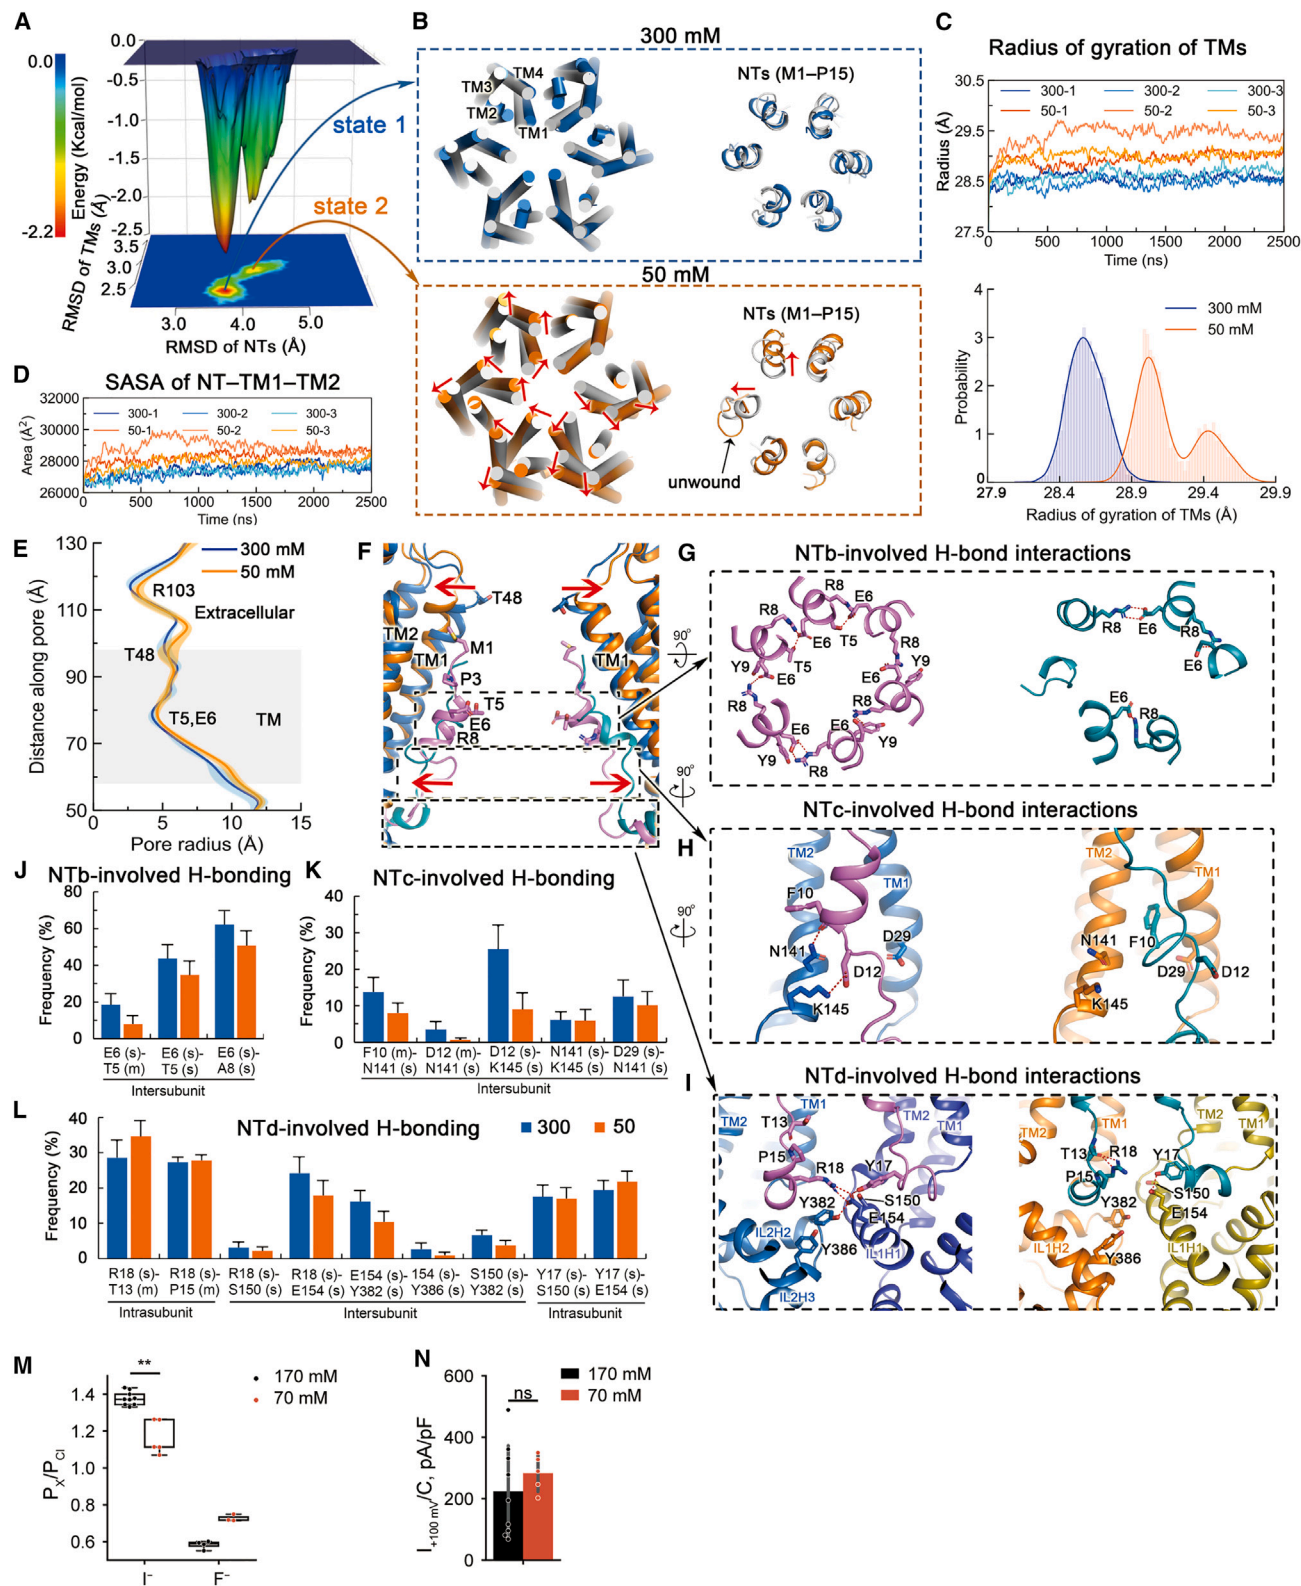 A
0.0
-2.2
Energy (Kcal/mol)
0.0
-0.5
-1.0
-1.5
-2.0
-2.5
3.5
3.0
2.5
RMSD of TMs (Å)
3.0 4.0 5.0
RMSD of NTs (Å)
state 1
state 2
B
300 mM
TM4
TM3
TM2
TM1
NTs (M1–P15)
50 mM
NTs (M1–P15)
unwound
C
Radius of gyration of TMs
300-1 300-2 300-3
50-1 50-2 50-3
30.5
29.5
28.5
27.5
Radius (Å)
0 500 1000 1500 2000 2500
Time (ns)
300 mM
50 mM
4
3
1
0
Probability
27.9 28.4 28.9 29.4 29.9
Radius of gyration of TMs (Å)
D
SASA of NT–TM1–TM2
300-1 300-2 300-3
50-1 50-2 50-3
32000
30000
28000
26000
Area (Å²)
0 500 1000 1500 2000 2500
Time (ns)
E
300 mM
50 mM
R103
Extracellular
T48
T5,E6
TM
130
110
90
70
50
Distance along pore (Å)
0 5 10 15
Pore radius (Å)
F
T48
TM2
TM1
M1
TM1
P3
T5
E6
R8
90°
90°
90°
G
NTb-involved H-bond interactions
R8
E6
R8
E6
T5
R8
Y9
T5
E6
E6
Y9
R8
R8
E6
E6
Y9
Y9
R8
R8
E6
R8
E6
E6
R8
H
NTc-involved H-bond interactions
TM2
TM1
F10
N141
D29
D12
K145
TM2
TM1
N141
F10
D29
D12
K145
I
NTd-involved H-bond interactions
TM2
TM1
T13
TM2
TM1
P15
R18
Y17
Y382
S150
E154
IL2H2
Y386
IL1H1
IL2H3
TM2
TM1
TM2
TM1
T13
R18
Y17
P15
S150
Y382
E154
IL1H2
IL1H1
Y386
J
NTb-involved H-bonding
80
60
40
20
0
Frequency (%)
E6 (s)- E6 (s)- E6 (s)-
T5 (m) T5 (s) A8 (s)
Intersubunit
K
NTc-involved H-bonding
40
30
20
10
0
Frequency (%)
F10 (m)- D12 (m)- D12 (s)- N141 (s)- D29 (s)-
N141 (s) N141 (s) K145 (s) K145 (s) N141 (s)
Intersubunit
L
NTd-involved H-bonding
300 50
40
30
20
10
0
Frequency (%)
R18 (s)- R18 (s)- R18 (s)- R18 (s)- E154 (s)- 154 (s)- S150 (s)- Y17 (s)- Y17 (s)-
T13 (m) P15 (m) S150 (s) E154 (s) Y382 (s) Y386 (s) Y382 (s) S150 (s) E154 (s)
Intrasubunit Intersubunit Intrasubunit
M
**
170 mM
70 mM
1.4
1.2
1.0
0.8
0.6
PX/PCl
I⁻ F⁻
N
170 mM
70 mM
ns
600
400
200
0
I+100 mV/C, pA/pF